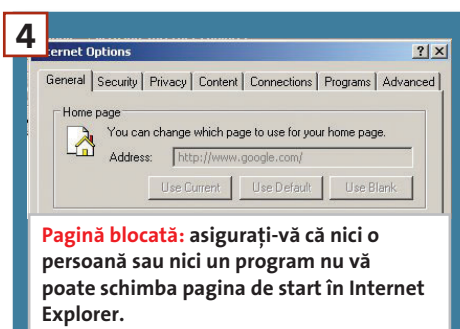 4
ernet Options
General Security Privacy Content Connections Programs Advanced
Home page
You can change which page to use for your home page.
Address: http://www.google.com/
Use Current Use Default Use Blank
Pagină blocată: asigurați-vă că nici o
persoană sau nici un program nu vă
poate schimba pagina de start în Internet
Explorer.